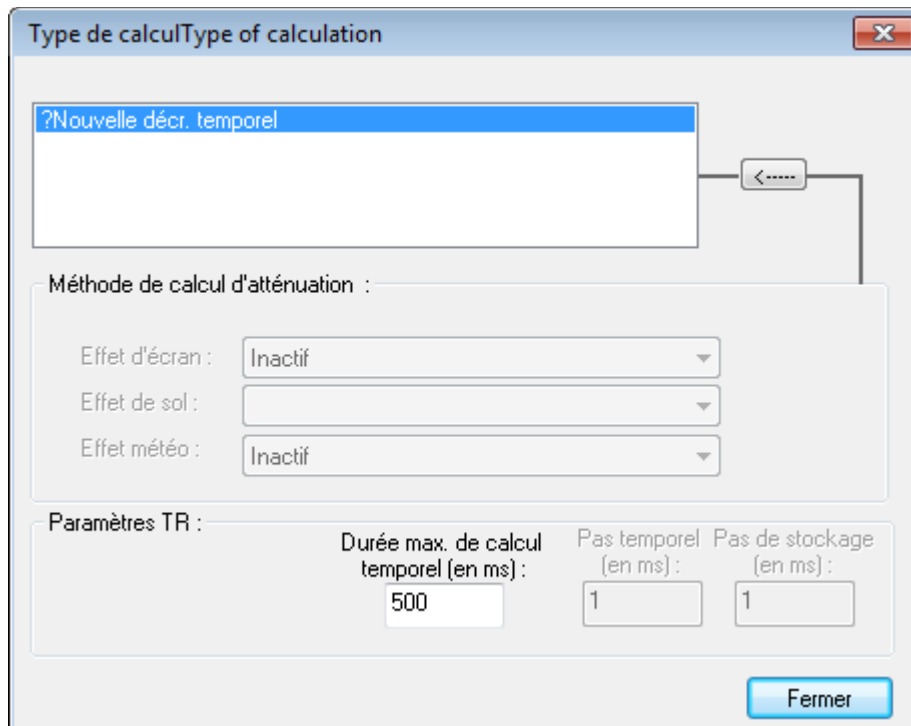 Type de calculType of calculation
?Nouvelle décr. temporel
<-----
Méthode de calcul d'atténuation :
Effet d'écran :
Inactif
Effet de sol :
Effet météo :
Inactif
Paramètres TR :
Durée max. de calcul
temporel (en ms) :
500
Pas temporel
(en ms) :
1
Pas de stockage
(en ms) :
1
Fermer